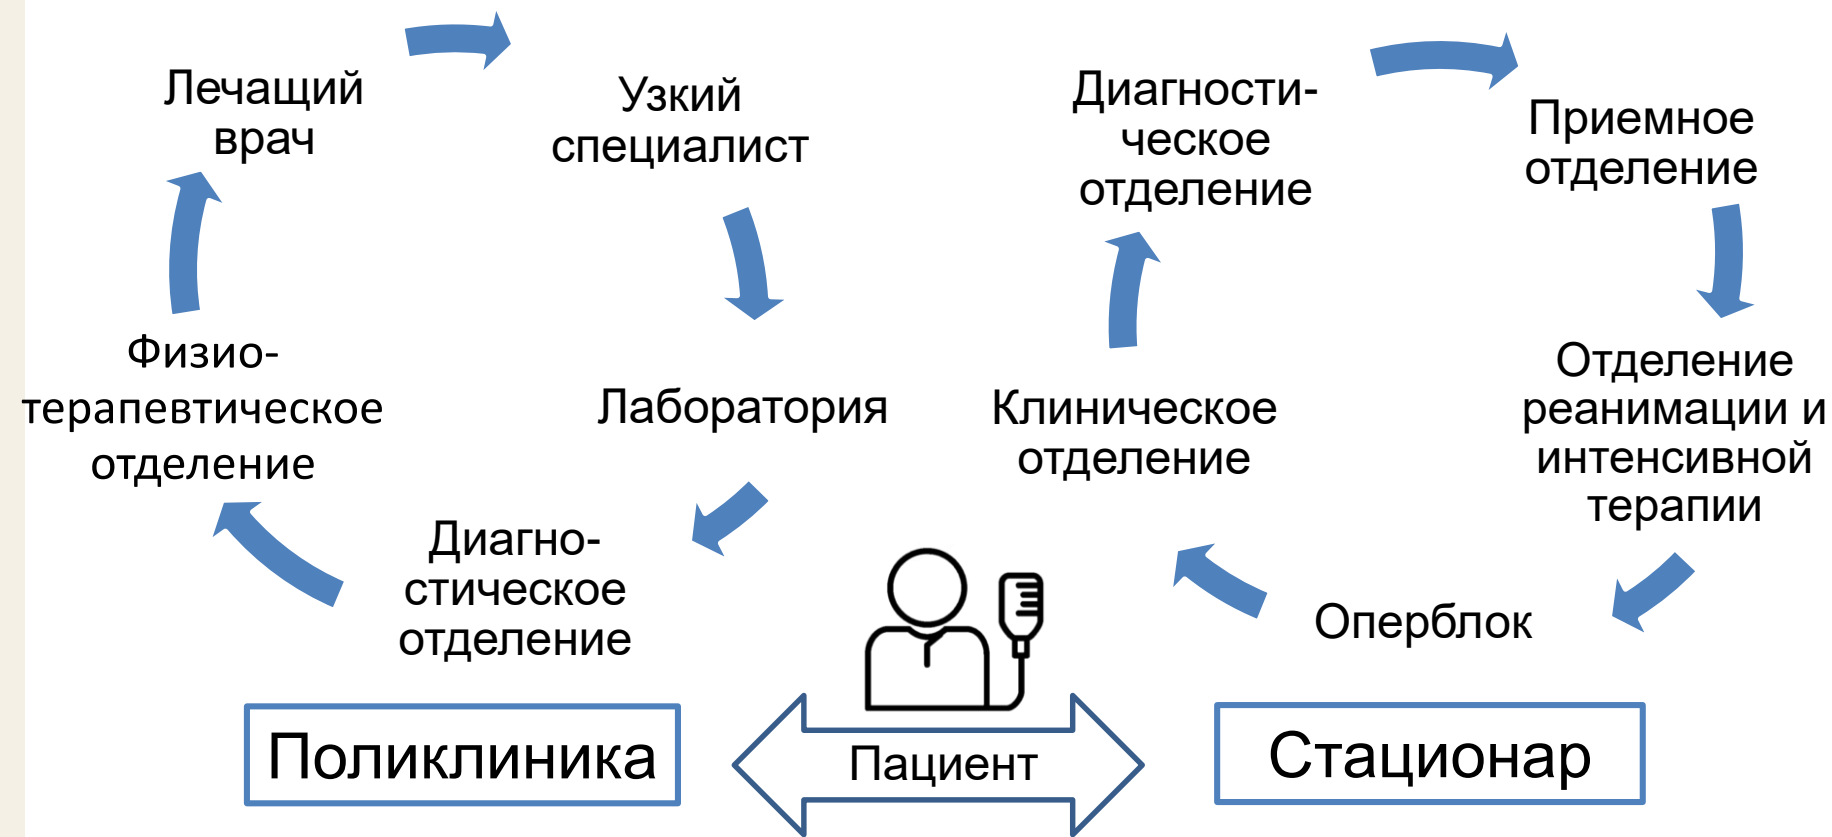 Лечащий
врач
Узкий
специалист
Лаборатория
Диагно-
стическое
отделение
Физио-
терапевтическое
отделение
Диагности-
ческое
отделение
Приемное
отделение
Отделение
реанимации и
интенсивной
терапии
Оперблок
Клиническое
отделение
Поликлиника
Пациент
Стационар